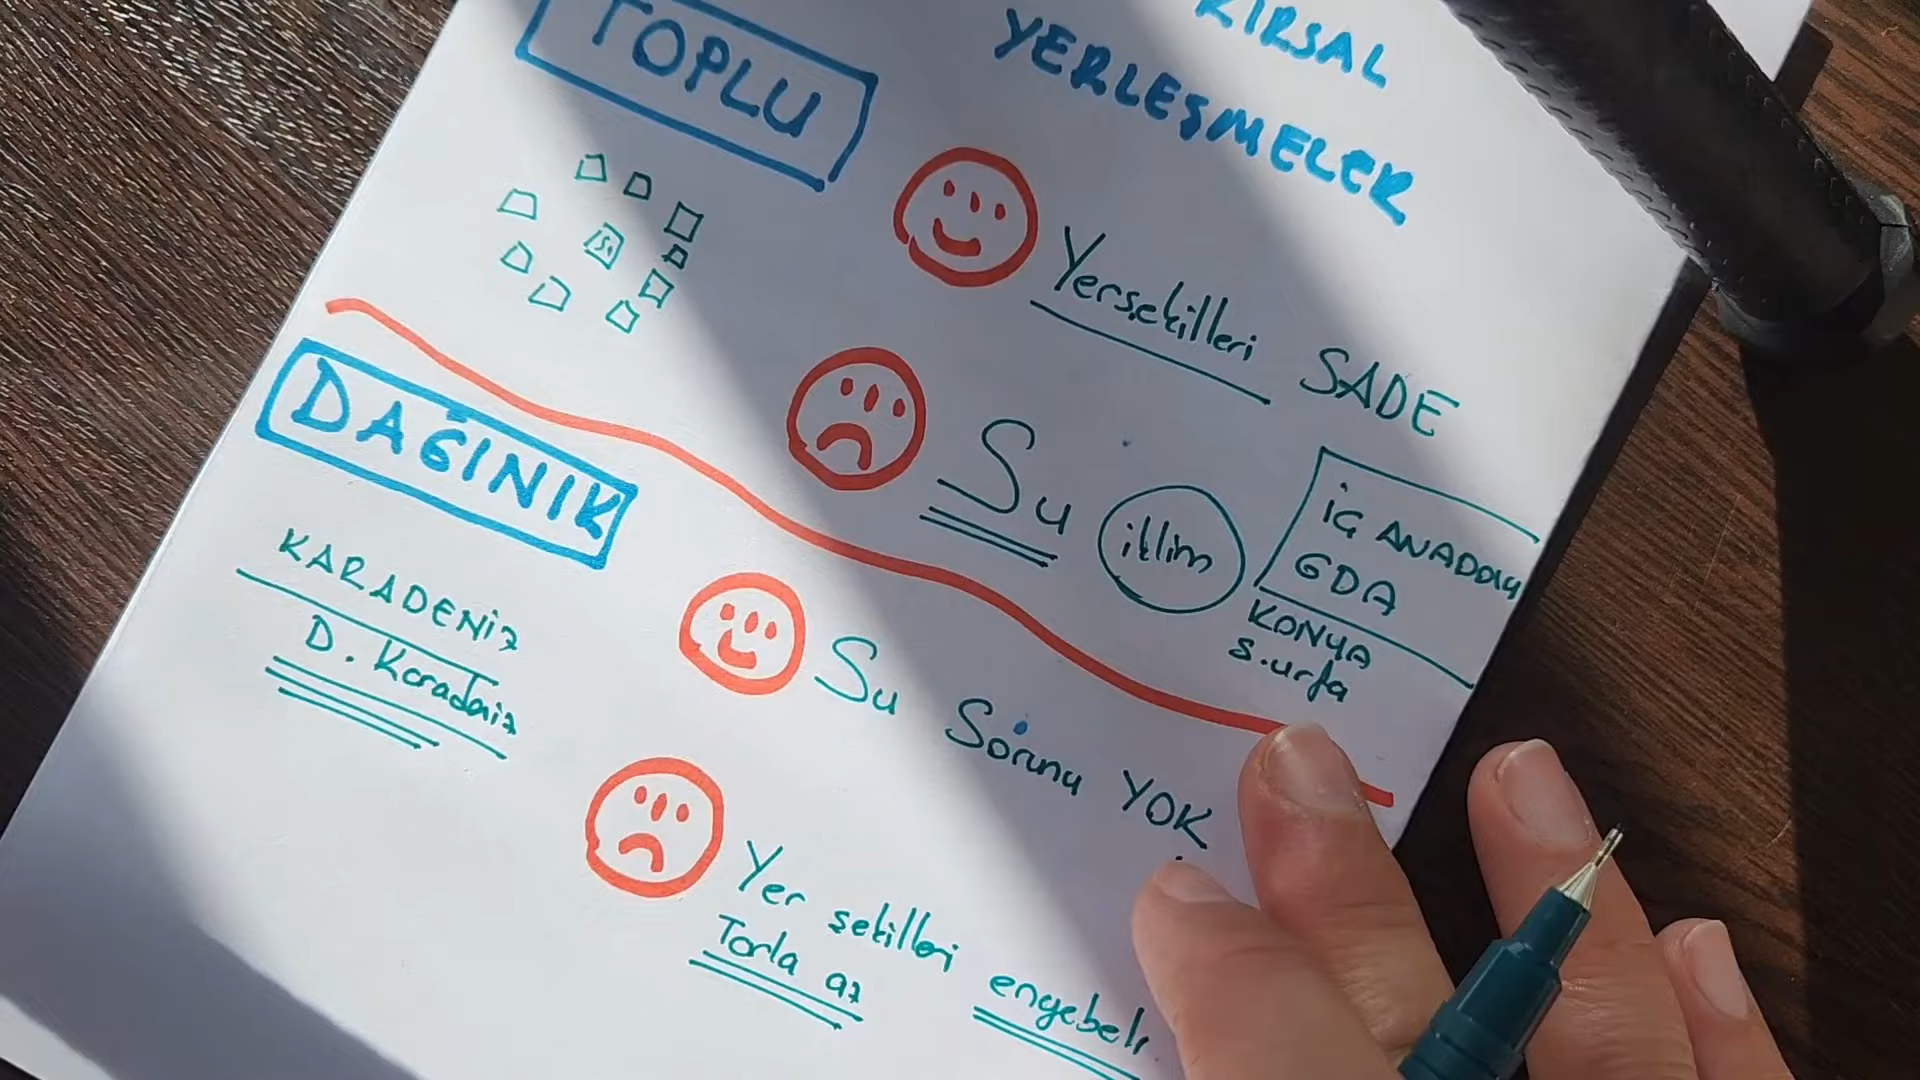 KIRSAL
YERLEŞMELER
TOPLU
Su
Yerşekilleri SADE
Su iklim
İÇ ANADOLU
GDA
KONYA
Ş.urfa
DAĞINIK
KARADENİZ
D. Karadeniz
Su Sorunu YOK
Yer şekilleri engebeli
Tarla az